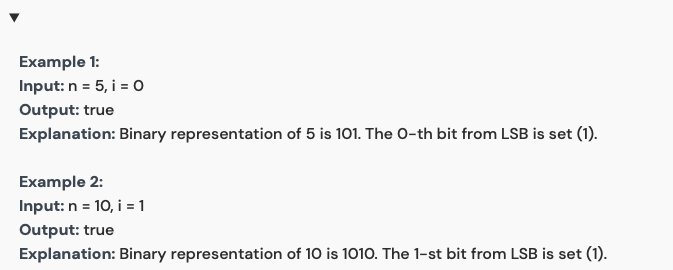 Example 1:
Input: n = 5, i = 0
Output: true
Explanation: Binary representation of 5 is 101. The 0-th bit from LSB is set (1).
Example 2:
Input: n = 10, i = 1
Output: true
Explanation: Binary representation of 10 is 1010. The 1-st bit from LSB is set (1).